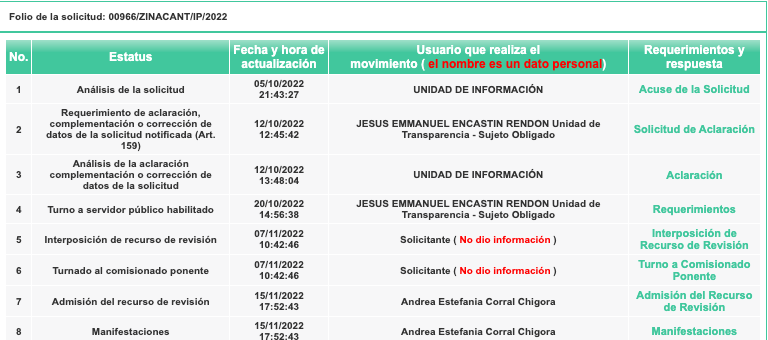 Folio de la solicitud: 00966/ZINACANT/IP/2022
No. Estatus Fecha y hora de actualización Usuario que realiza el movimiento ( el nombre es un dato personal) Requerimientos y respuesta
1 Análisis de la solicitud 05/10/2022 21:43:27 UNIDAD DE INFORMACIÓN Acuse de la Solicitud
2 Requerimiento de aclaración, complementación o corrección de datos de la solicitud notificada (Art. 159) 12/10/2022 12:45:42 JESUS EMMANUEL ENCASTIN RENDON Unidad de Transparencia - Sujeto Obligado Solicitud de Aclaración
3 Análisis de la aclaración complementación o corrección de datos de la solicitud 12/10/2022 13:48:04 UNIDAD DE INFORMACIÓN Aclaración
4 Turno a servidor público habilitado 20/10/2022 14:56:38 JESUS EMMANUEL ENCASTIN RENDON Unidad de Transparencia - Sujeto Obligado Requerimientos
5 Interposición de recurso de revisión 07/11/2022 10:42:46 Solicitante ( No dio información ) Interposición de Recurso de Revisión
6 Turnado al comisionado ponente 07/11/2022 10:42:46 Solicitante ( No dio información ) Turno a Comisionado Ponente
7 Admisión del recurso de revisión 15/11/2022 17:52:43 Andrea Estefania Corral Chigora Admisión del Recurso de Revisión
8 Manifestaciones 15/11/2022 17:52:43 Andrea Estefania Corral Chigora Manifestaciones